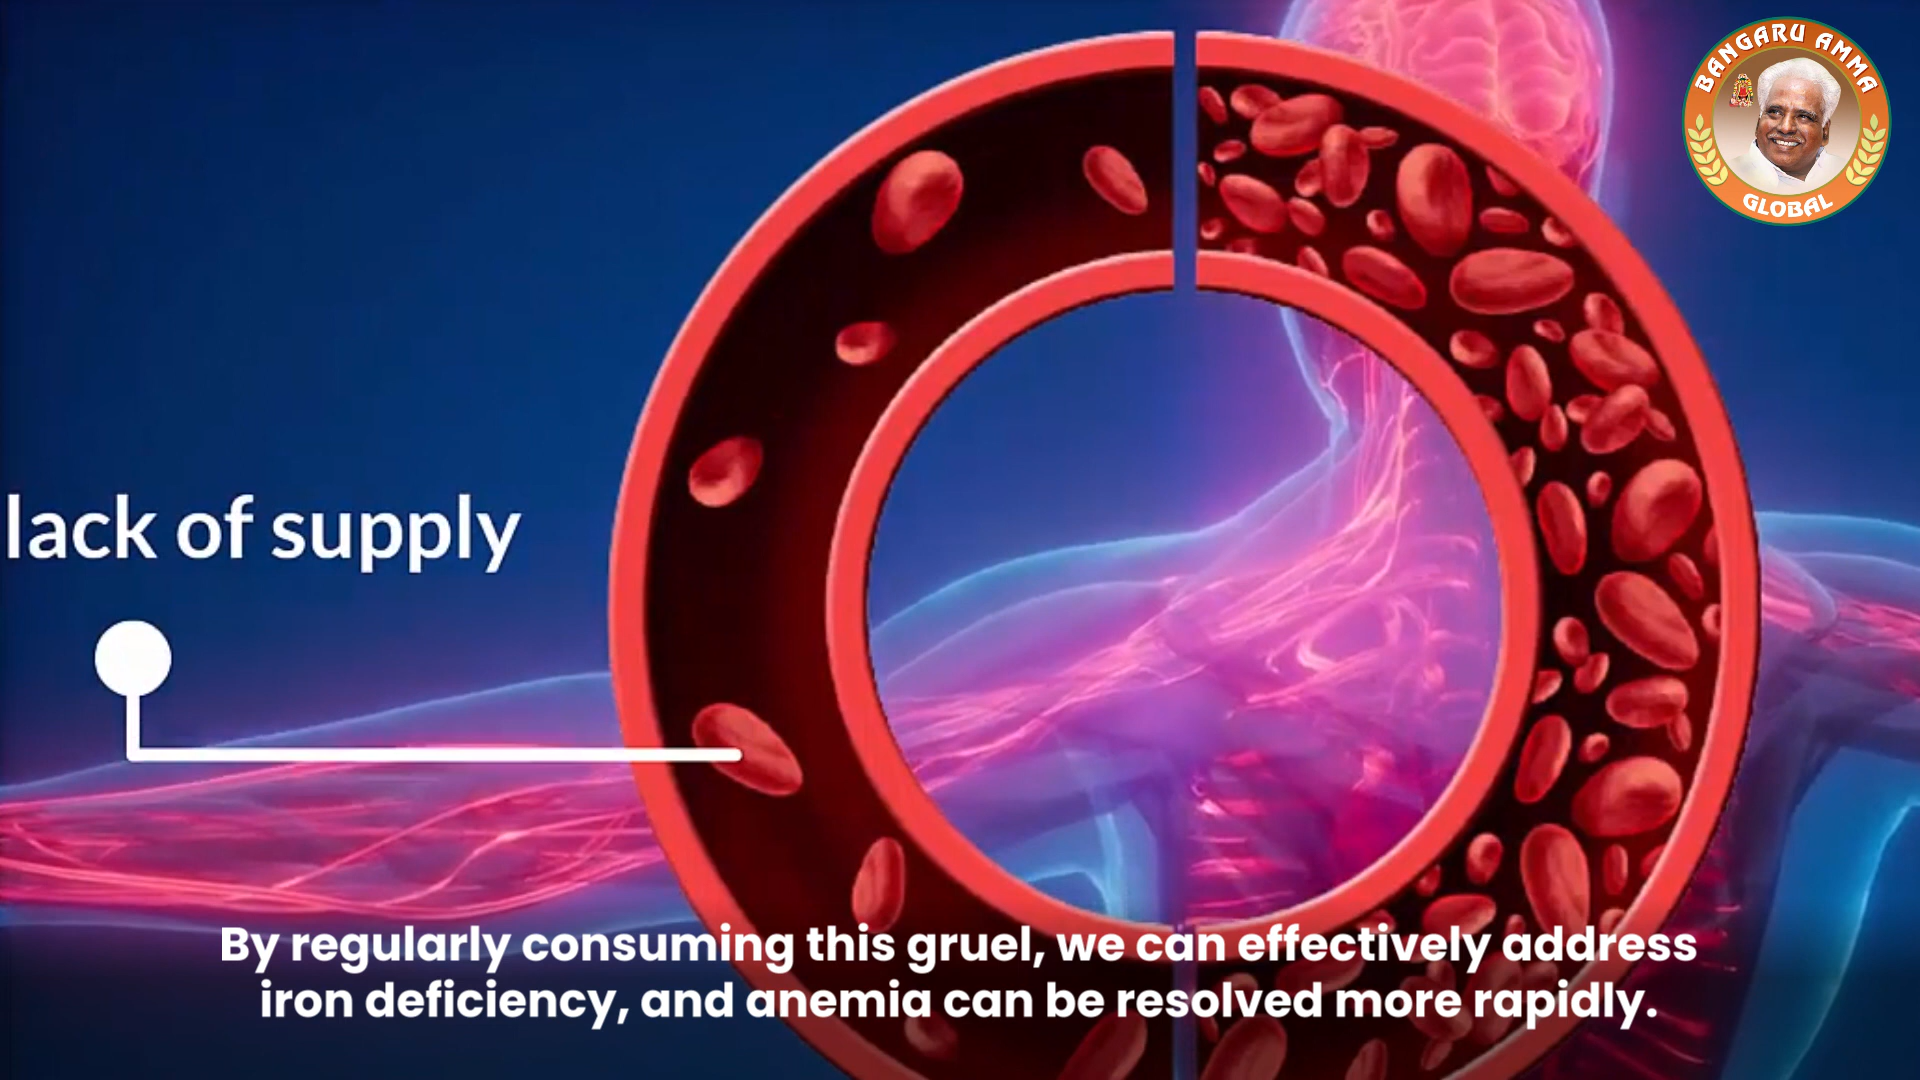 BANGARU AMMA
GLOBAL
lack of supply
By regularly consuming this gruel, we can effectively address
iron deficiency, and anemia can be resolved more rapidly.